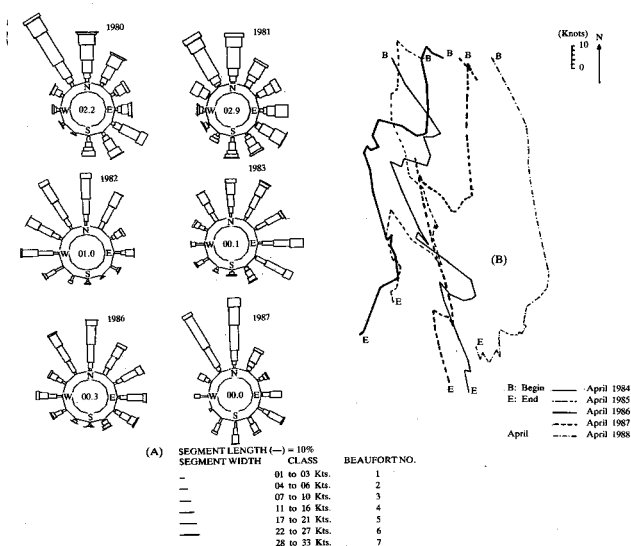 1980
N
W 02.2 E
S
1981
N
W 02.9 E
S
1982
N
W 01.0 E
S
1983
N
W 00.1 E
S
1986
N
W 00.3 E
S
1987
N
W 00.0 E
S
(A) SEGMENT LENGTH (—) = 10%
SEGMENT WIDTH CLASS BEAUFORT NO.
01 to 03 Kts. 1
04 to 06 Kts. 2
07 to 10 Kts. 3
11 to 16 Kts. 4
17 to 21 Kts. 5
22 to 27 Kts. 6
28 to 33 Kts. 7
(Knots) N
10
0
B B B B B
(B)
E
E
E
E E
B: Begin April 1984
E: End April 1985
April 1986
April 1987
April April 1988